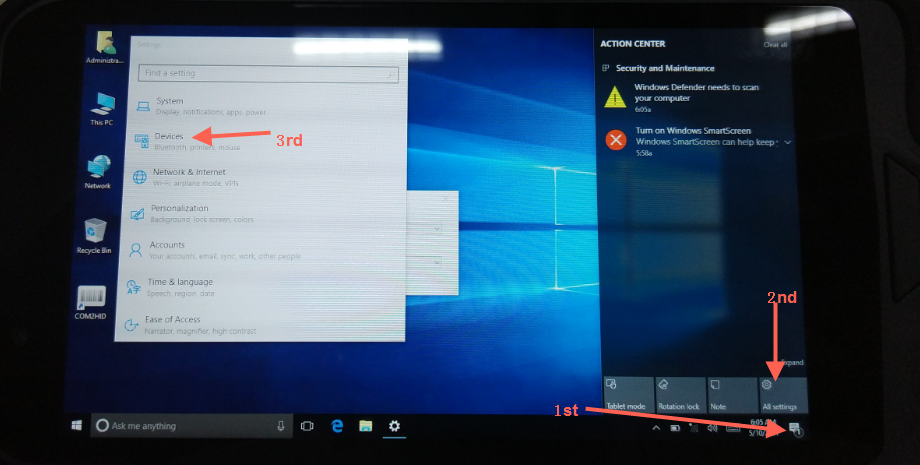 Administra...
This PC
Network
Recycle Bin
COM2HID
Settings
Find a setting
System
Display, notifications, apps, power
Devices
Bluetooth, printers, mouse
3rd
Network & Internet
Wi-Fi, airplane mode, VPN
Personalization
Background, lock screen, colors
Accounts
Your accounts, email, sync, work, other people
Time & language
Speech, region, date
Ease of Access
Narrator, magnifier, high contrast
ACTION CENTER
Clear all
Security and Maintenance
Windows Defender needs to scan
your computer
6:05a
Turn on Windows SmartScreen
Windows SmartScreen can help keep
5:58a
2nd
Expand
Tablet mode
Rotation lock
Note
All settings
1st
Ask me anything
6:05
5/10/
1